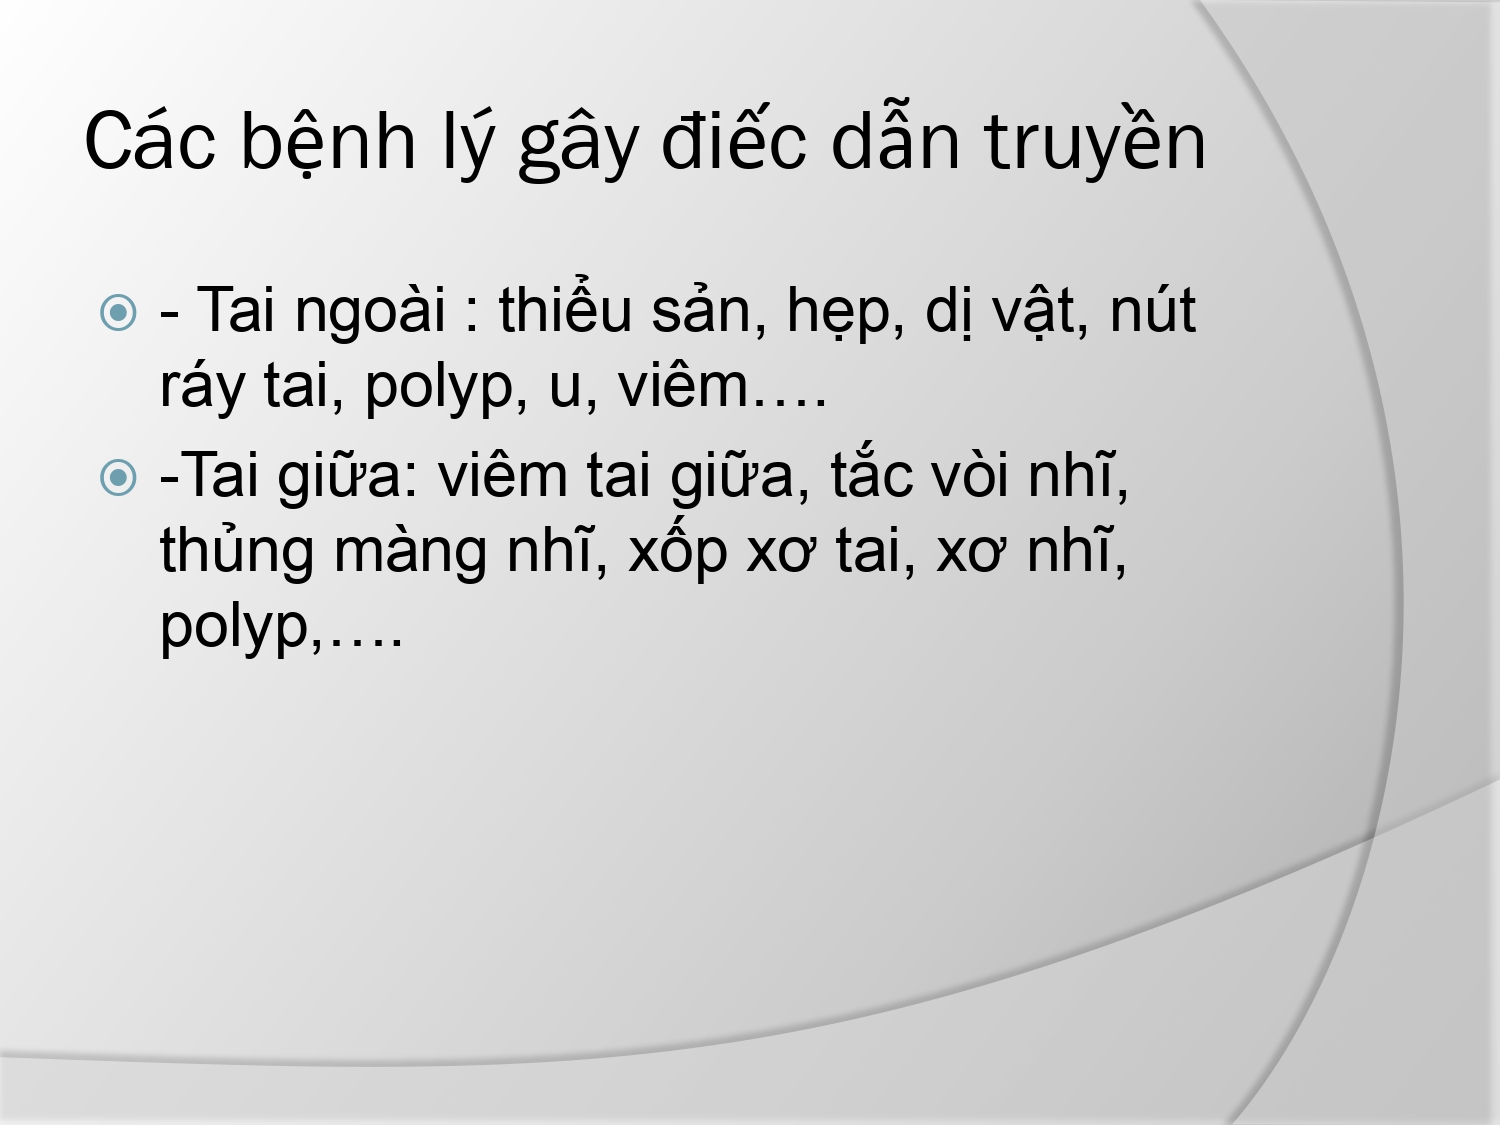 Các bệnh lý gây điếc dẫn truyền
- Tai ngoài : thiểu sản, hẹp, dị vật, nút
ráy tai, polyp, u, viêm….
-Tai giữa: viêm tai giữa, tắc vòi nhĩ,
thủng màng nhĩ, xốp xơ tai, xơ nhĩ,
polyp,….